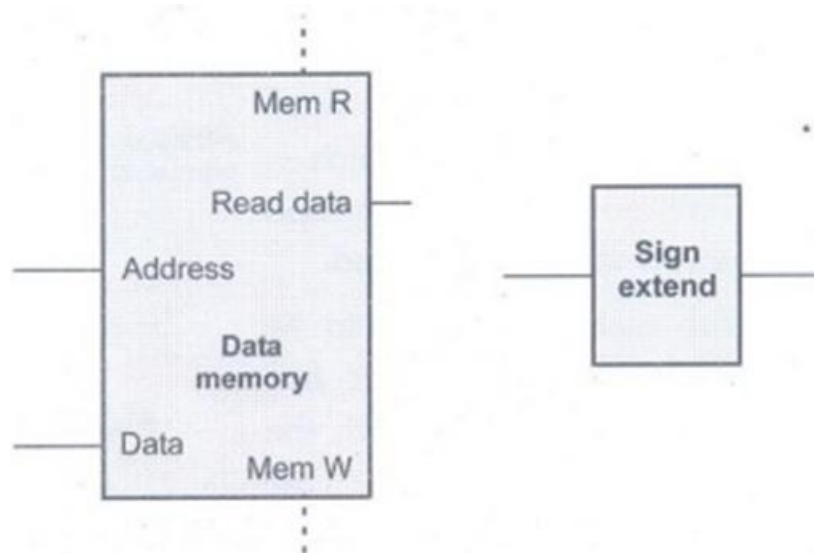 Mem R
Read data
Address
Data
memory
Data
Mem W
Sign
extend